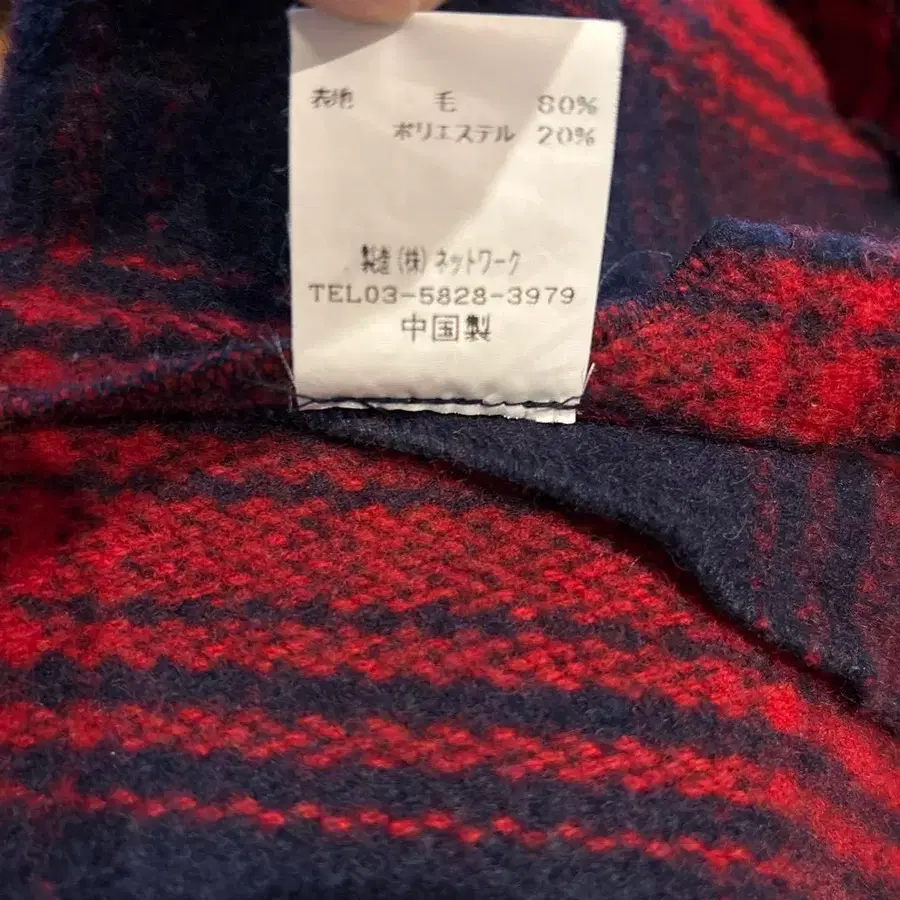 表地 毛 80%
ポリエステル 20%
製造(株)ネットワーク
TEL03-5828-3979
中国製